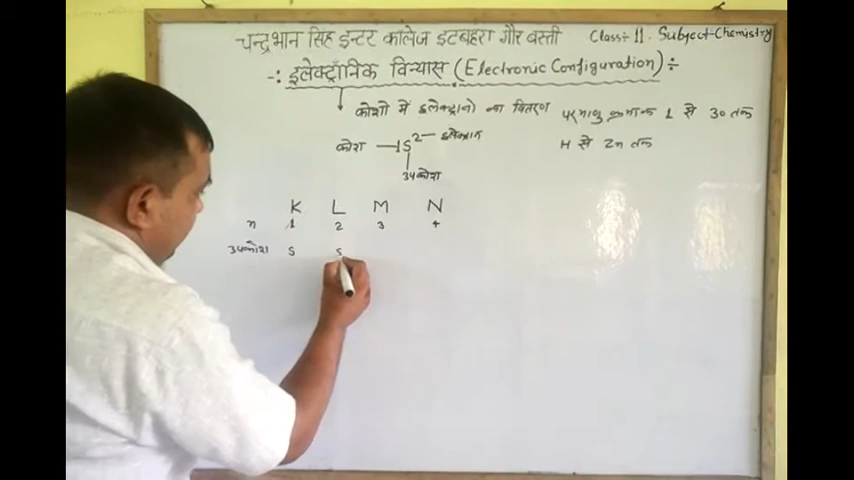 चन्द्रभान सिंह इन्टर कालेज इटबहरा गौर बस्ती Class÷ 11. Subject-Chemistry
-: इलेक्ट्रॉनिक विन्यास (Electronic Configuration) ÷
कोशो में इलेक्ट्रानो का वितरण परमाणु क्रमांक 1 से 30 तक
कोश 1S² इलेक्ट्रान H से Zn तक
उपकोश
K L M N
n 1 2 3 4
उपकोश s s